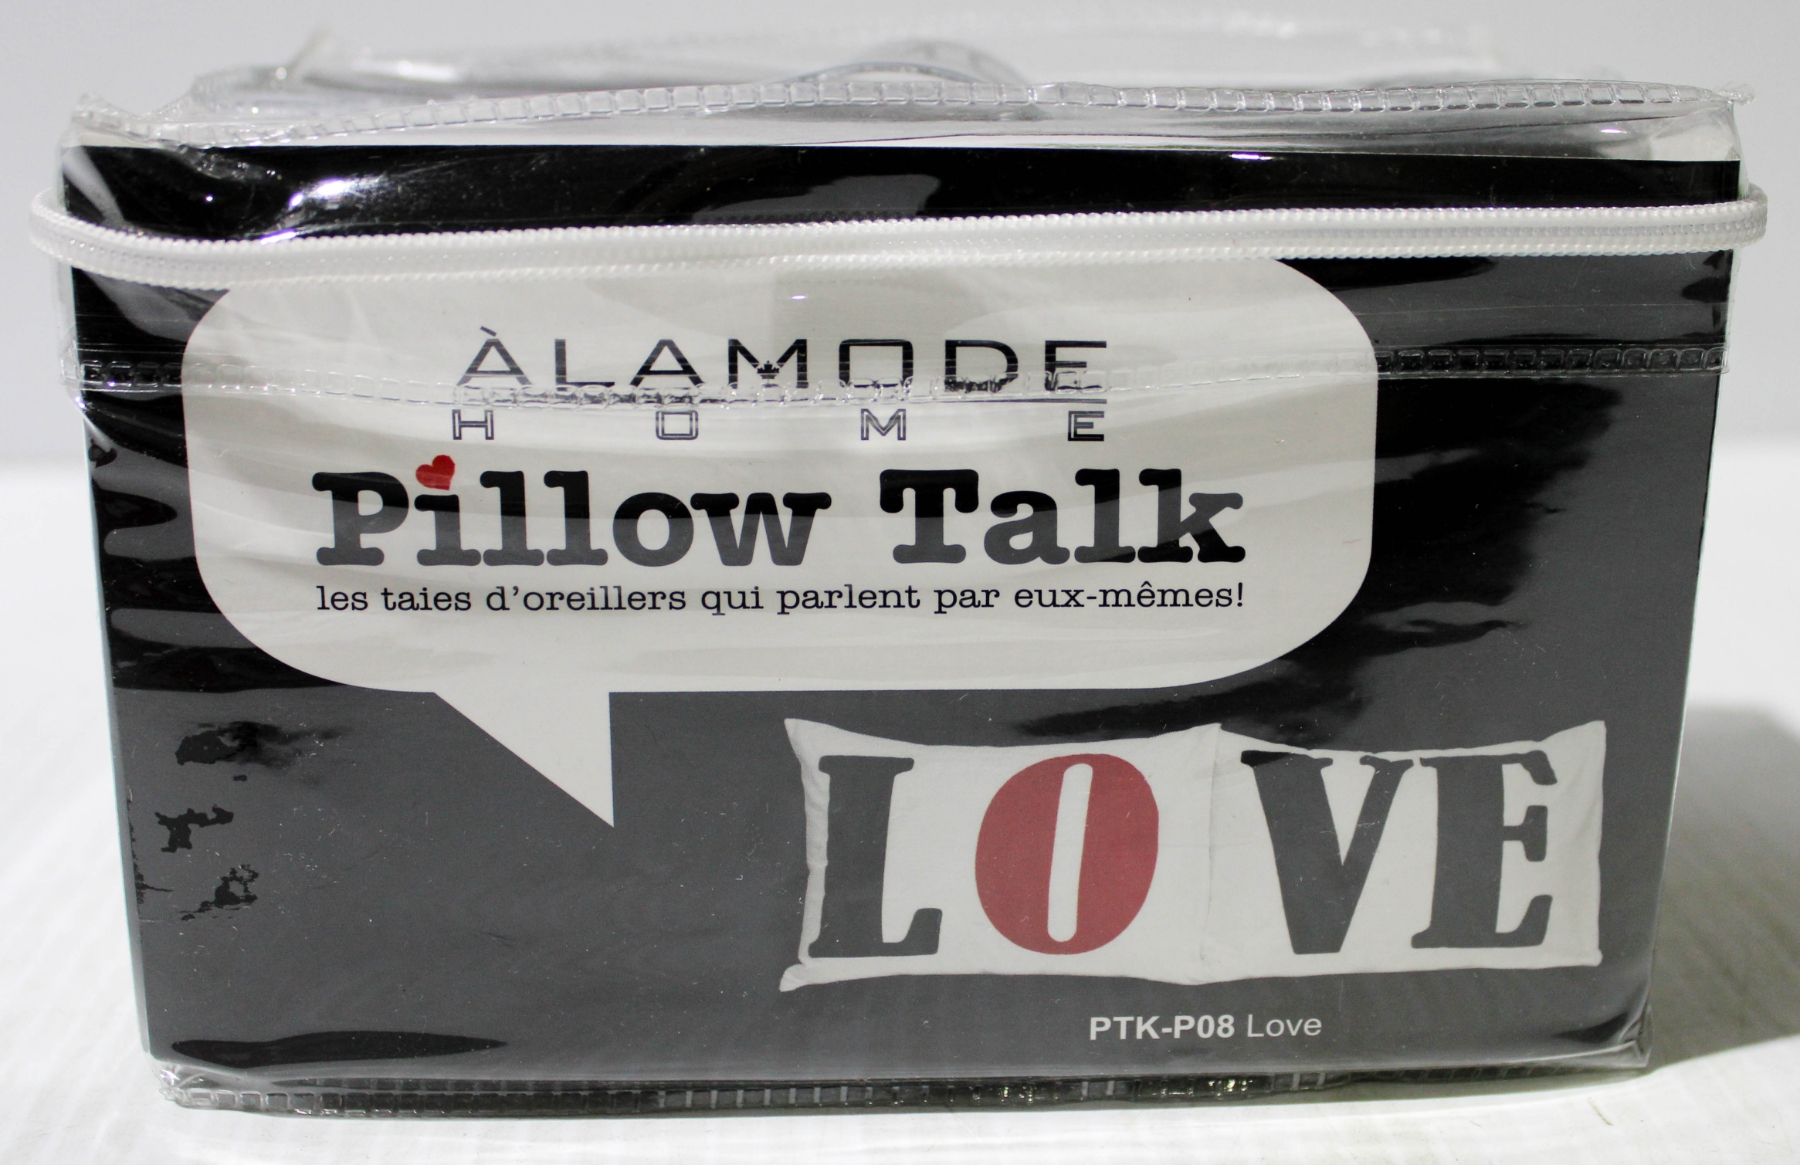 ÀLAMODE
HOME
Pillow Talk
les taies d'oreillers qui parlent par eux-mêmes!
LOVE
PTK-P08 Love